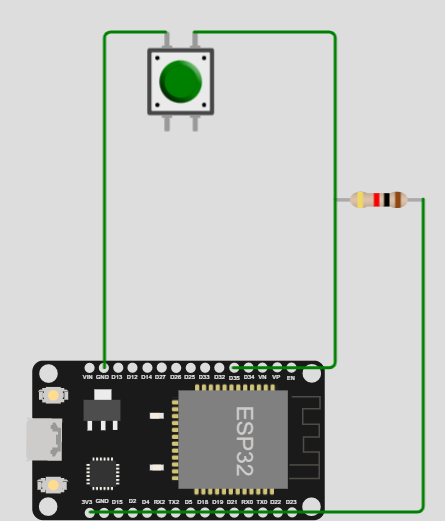 VIN GND D13 D12 D14 D27 D26 D25 D33 D32 D35 D34 VN VP EN
ESP32
3V3 GND D15 D2 D4 RX2 TX2 D5 D18 D19 D21 RX0 TX0 D22 D23